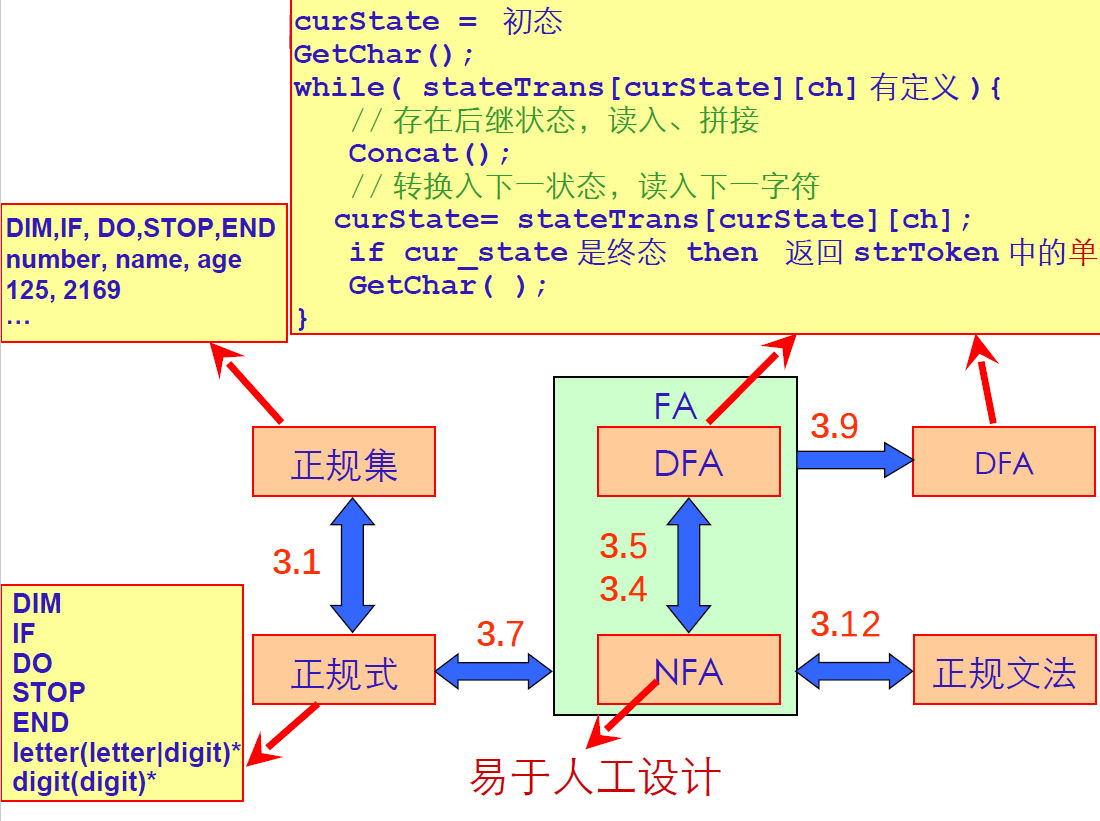 curState = 初态
GetChar();
while( stateTrans[curState][ch] 有定义 ){
// 存在后继状态，读入、拼接
Concat();
// 转换入下一状态，读入下一字符
curState= stateTrans[curState][ch];
if cur_state 是终态 then 返回 strToken 中的单
GetChar( );
}
DIM,IF, DO,STOP,END
number, name, age
125, 2169
…
FA
正规集
DFA
3.9
DFA
3.1
3.5
3.4
正规式
3.7
NFA
3.12
正规文法
DIM
IF
DO
STOP
END
letter(letter|digit)*
digit(digit)*
易于人工设计